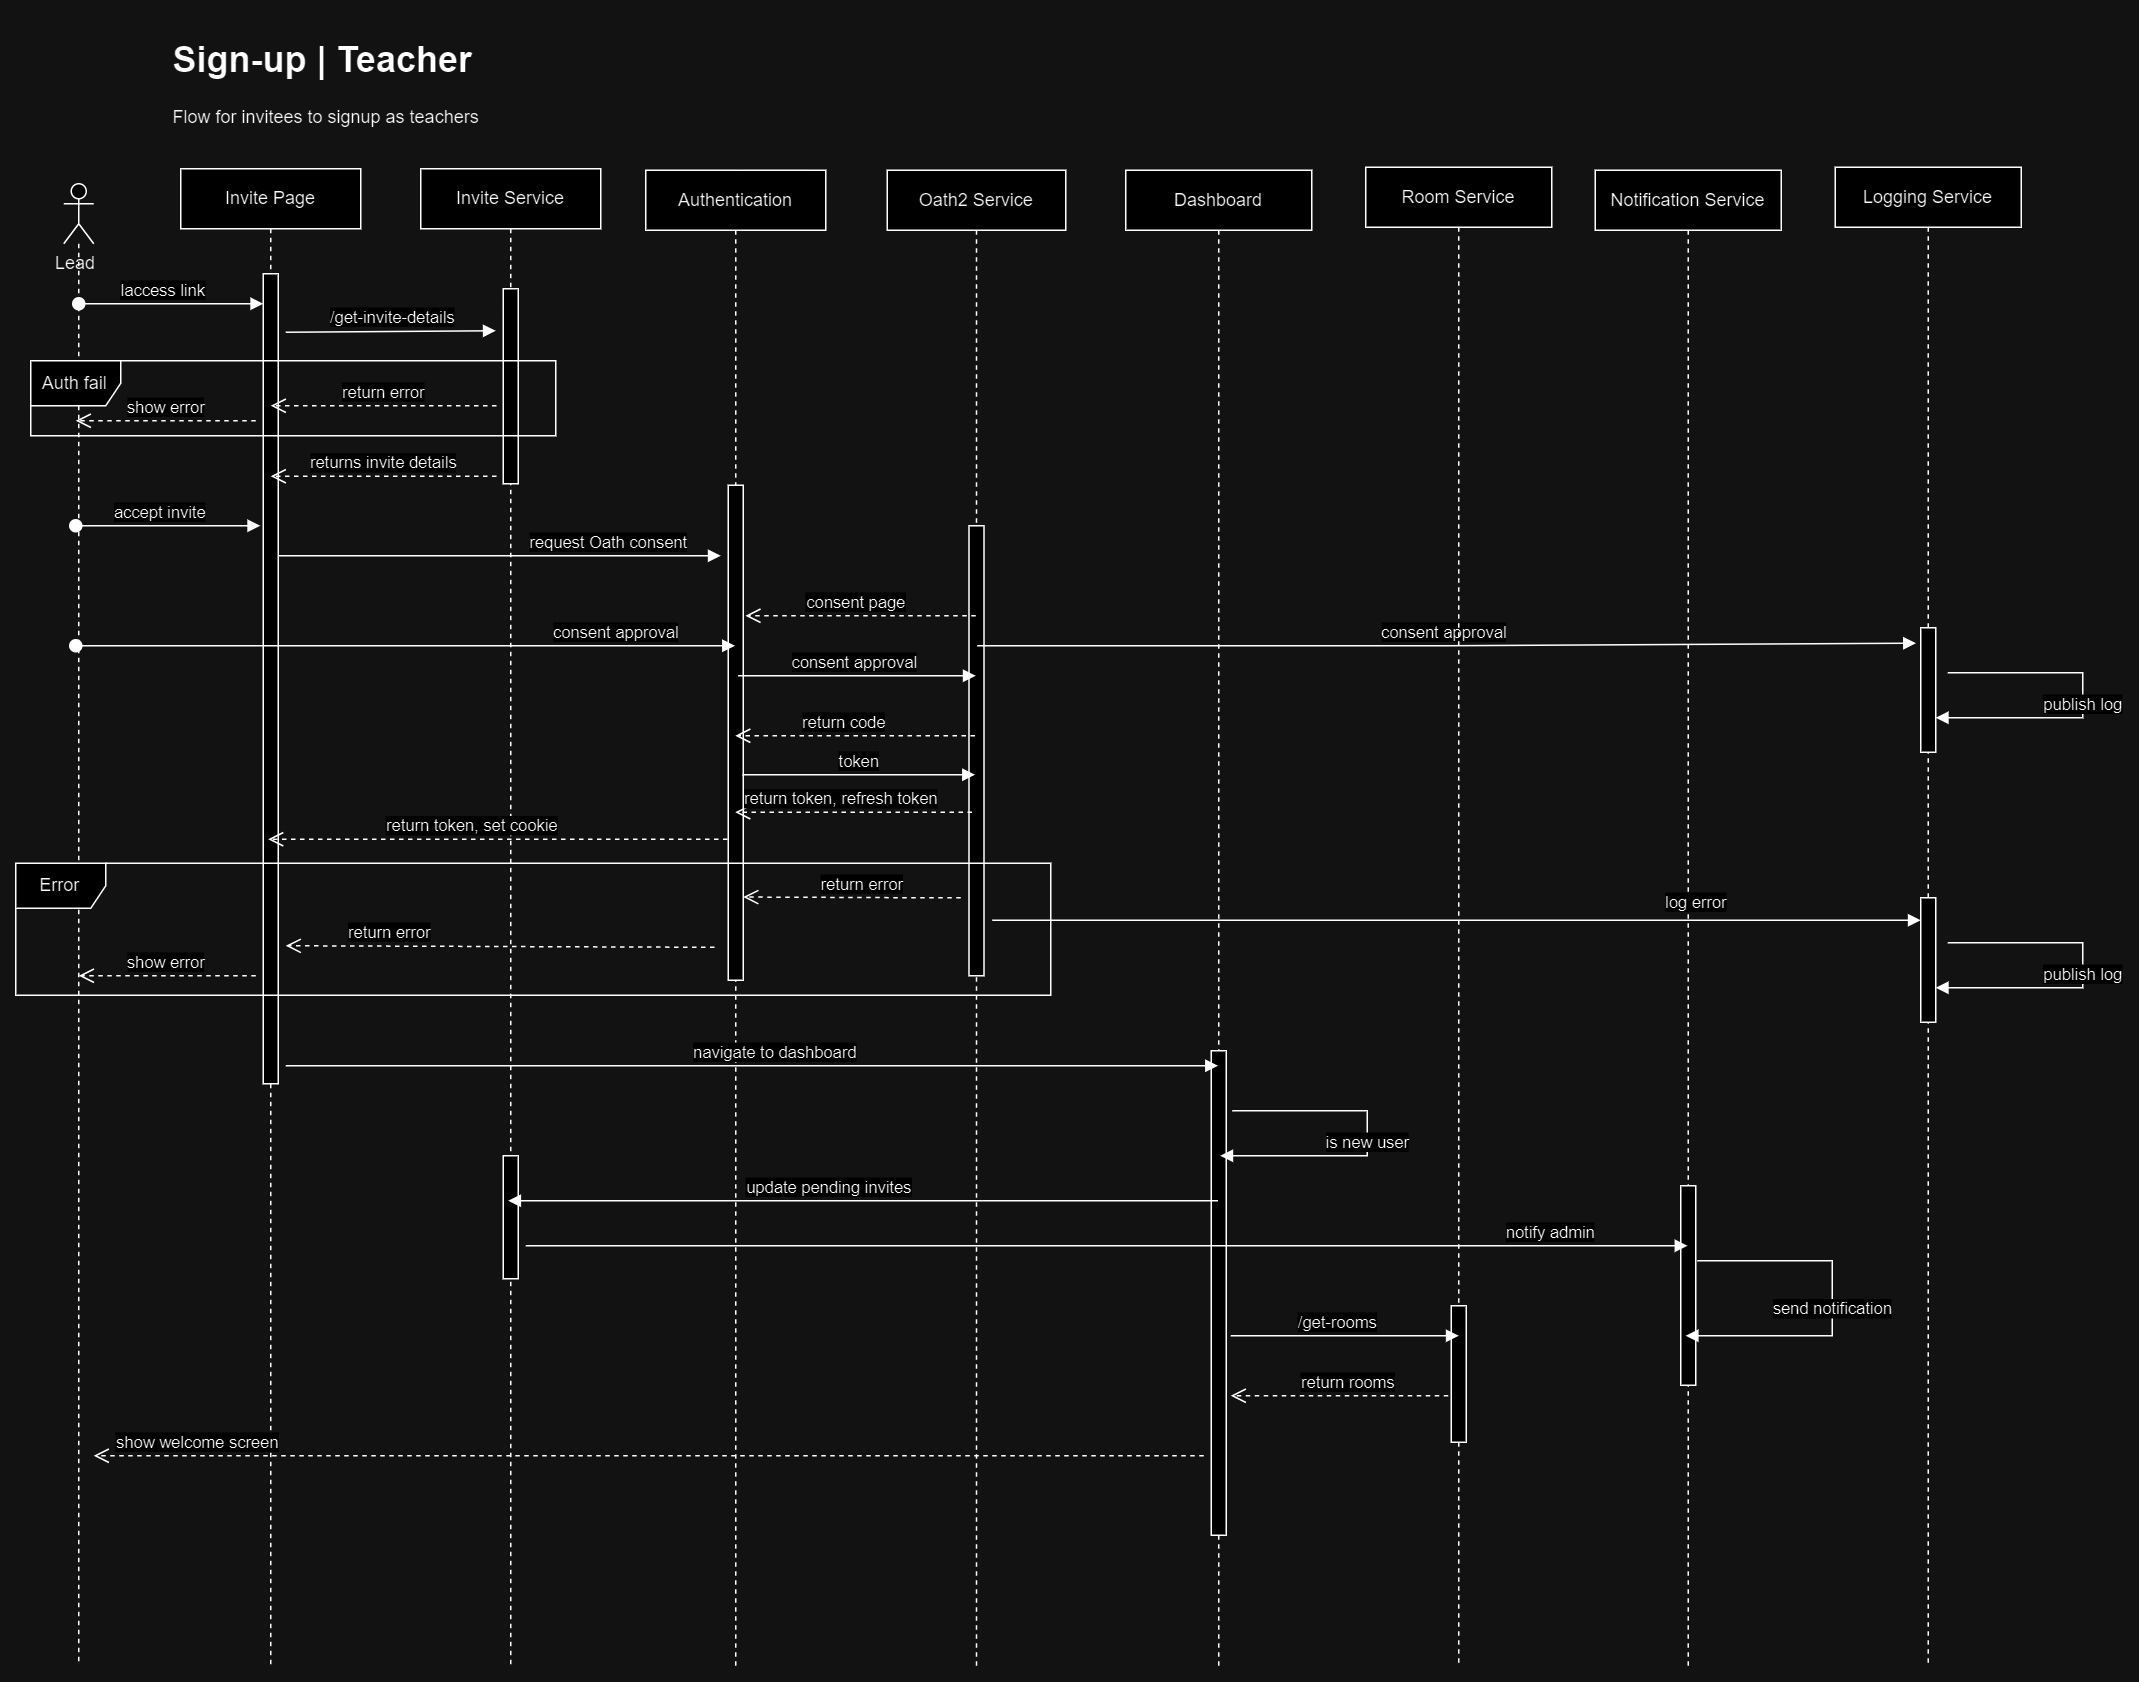 Sign-up | Teacher
Flow for invitees to signup as teachers
Invite Page
Invite Service
Authentication
Oath2 Service
Dashboard
Room Service
Notification Service
Logging Service
Lead
laccess link
/get-invite-details
Auth fail
return error
show error
returns invite details
accept invite
request Oath consent
consent page
consent approval
consent approval
consent approval
publish log
return code
token
return token, refresh token
return token, set cookie
Error
return error
log error
return error
show error
publish log
navigate to dashboard
is new user
update pending invites
notify admin
send notification
/get-rooms
return rooms
show welcome screen